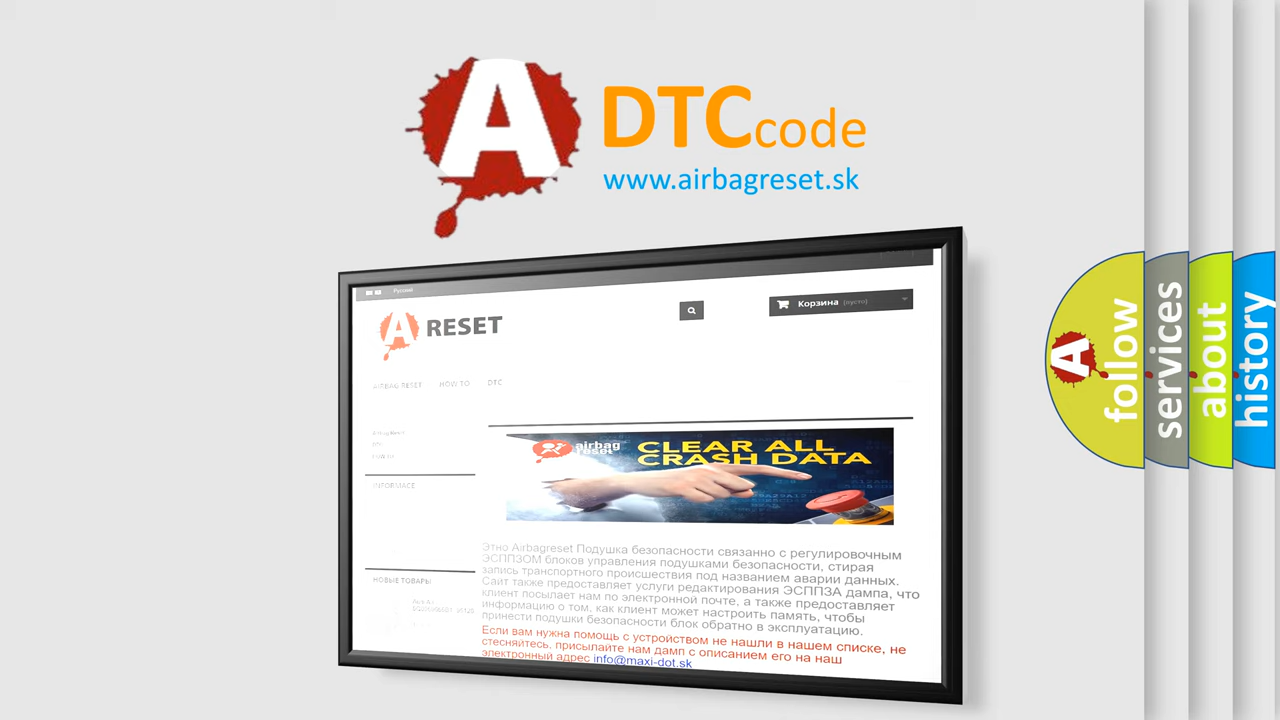 A DTC code
www.airbagreset.sk
Русский
A RESET
Корзина (пусто)
AIRBAG RESET HOW TO DTC
INFORMACE
airbag reset
CLEAR ALL
CRASH DATA
Этно Airbagreset Подушка безопасности связанно с регулировочным
ЭСППЗОМ блоков управления подушками безопасности, стирая
запись транспортного происшествия под названием аварии данных.
Сайт также предоставляет услуги редактирования ЭСППЗА дампа, что
клиент посылает нам по электронной почте, а также предоставляет
информацию о том, как клиент может настроить память, чтобы
принести подушки безопасности блок обратно в эксплуатацию.
Если вам нужна помощь с устройством не нашли в нашем списке, не
стесняйтесь, присылайте нам дамп с описанием его на наш
электронный адрес info@maxi-dot.sk
НОВЫЕ ТОВАРЫ
A
follow
services
about
history